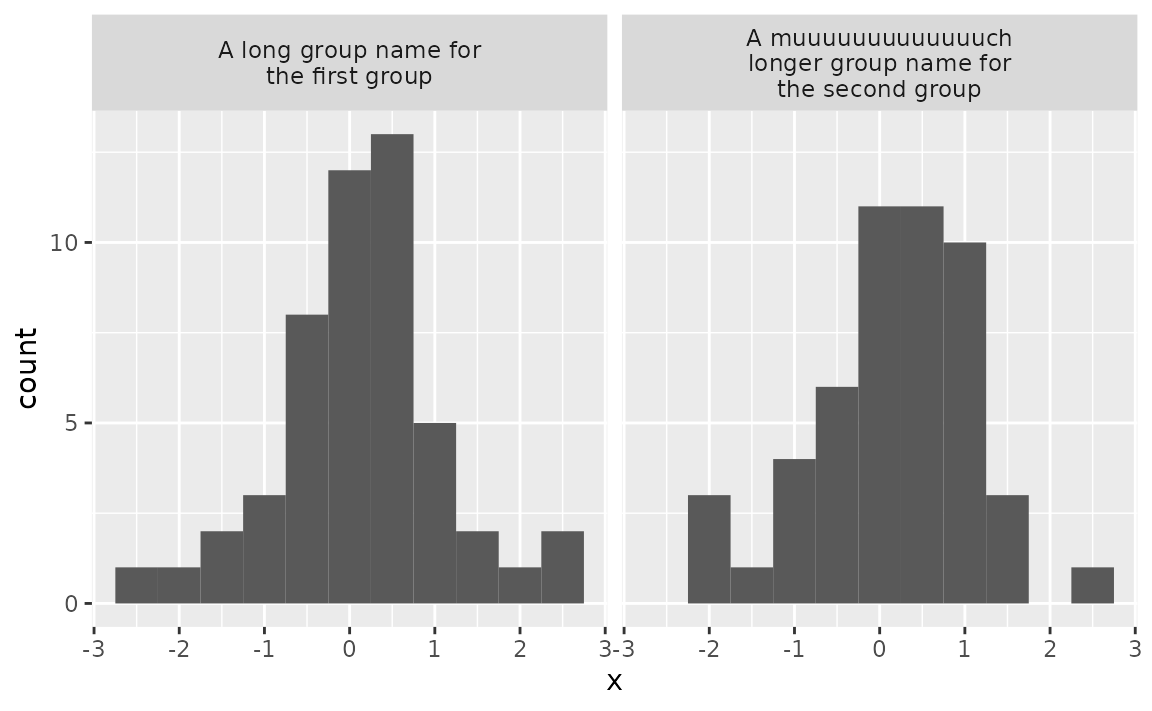 A long group name for
the first group
A muuuuuuuuuuuuuch
longer group name for
the second group
count
10
5
0
-3 -2 -1 0 1 2 3
-3 -2 -1 0 1 2 3
x